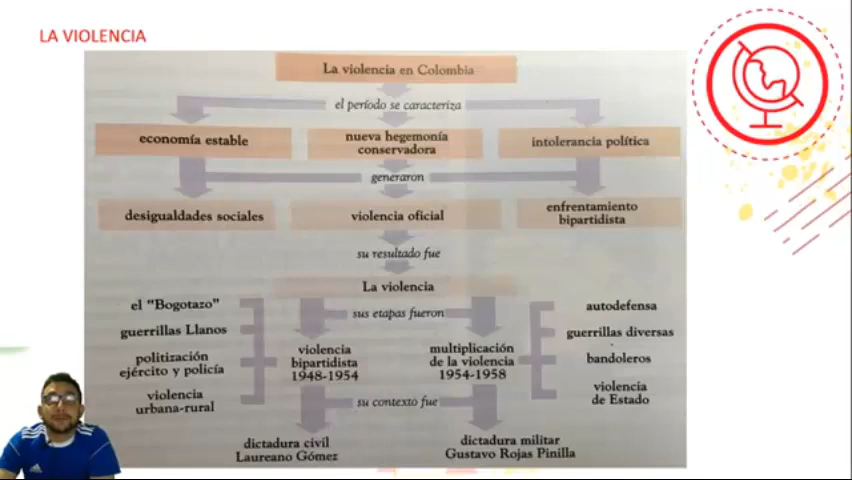 LA VIOLENCIA
La violencia en Colombia
el período se caracteriza
economía estable
nueva hegemonía
conservadora
intolerancia política
generaron
desigualdades sociales
violencia oficial
enfrentamiento
bipartidista
su resultado fue
La violencia
sus etapas fueron
el "Bogotazo"
guerrillas Llanos
politización
ejército y policía
violencia
urbana-rural
violencia
bipartidista
1948-1954
multiplicación
de la violencia
1954-1958
autodefensa
guerrillas diversas
bandoleros
violencia
de Estado
su contexto fue
dictadura civil
Laureano Gómez
dictadura militar
Gustavo Rojas Pinilla